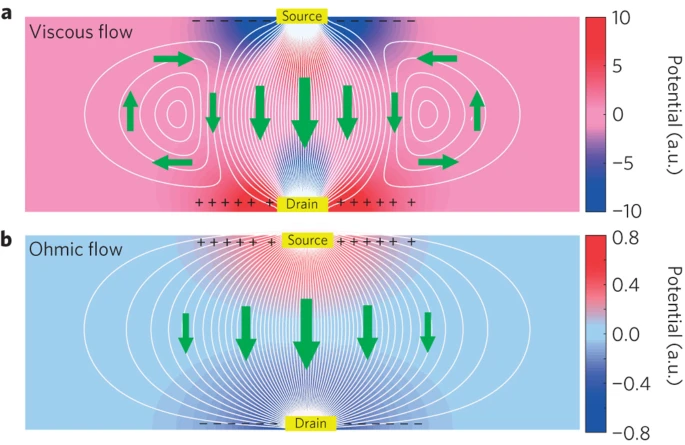 a
Viscous flow
− − − − − − Source − − − − − −
+ + + + + + Drain + + + + + +
10
5
0
−5
−10
Potential (a.u.)
b
Ohmic flow
+ + + + + + Source + + + + + +
− − − − − − Drain − − − − − −
0.8
0.4
0.0
−0.4
−0.8
Potential (a.u.)